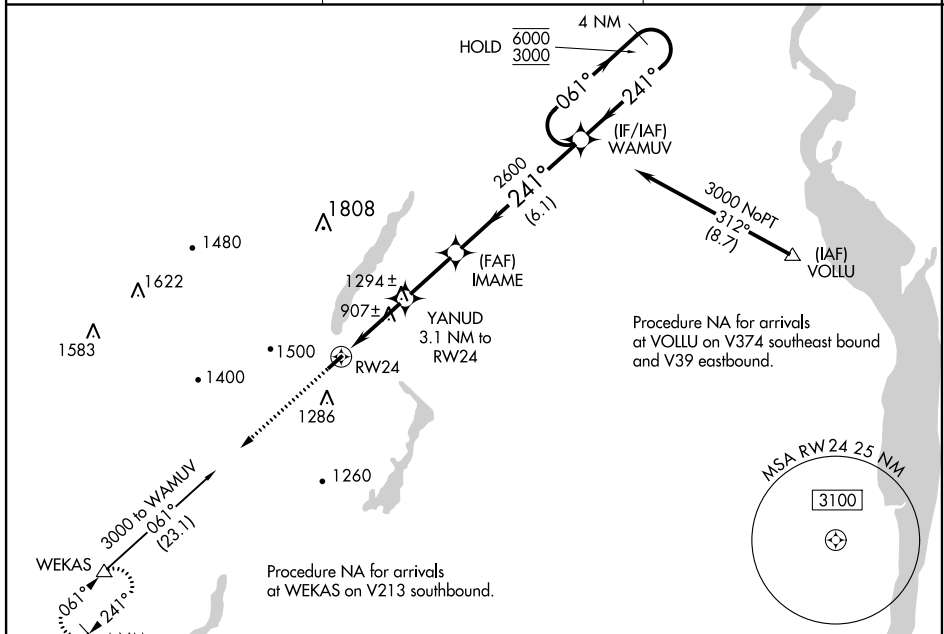 4 NM
HOLD 6000
3000
061°
241°
(IF/IAF)
WAMUV
2600
241°
(6.1)
3000 NoPT
312°
(8.7)
(IAF)
VOLLU
1808
1480
1622
1583
(FAF)
IMAME
1294±
907±
YANUD
3.1 NM to
RW24
1500
RW24
1400
1286
1260
Procedure NA for arrivals
at VOLLU on V374 southeast bound
and V39 eastbound.
MSA RW24 25 NM
3100
3000 to WAMUV
061°
(23.1)
WEKAS
061°
241°
Procedure NA for arrivals
at WEKAS on V213 southbound.